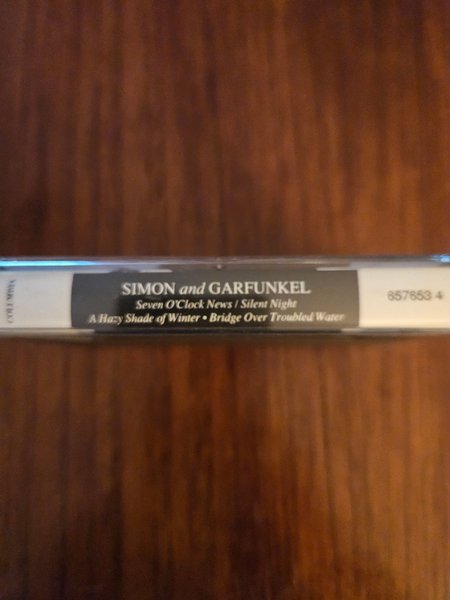 COLUMBIA
SIMON and GARFUNKEL
Seven O'Clock News / Silent Night
A Hazy Shade of Winter • Bridge Over Troubled Water
657653 4